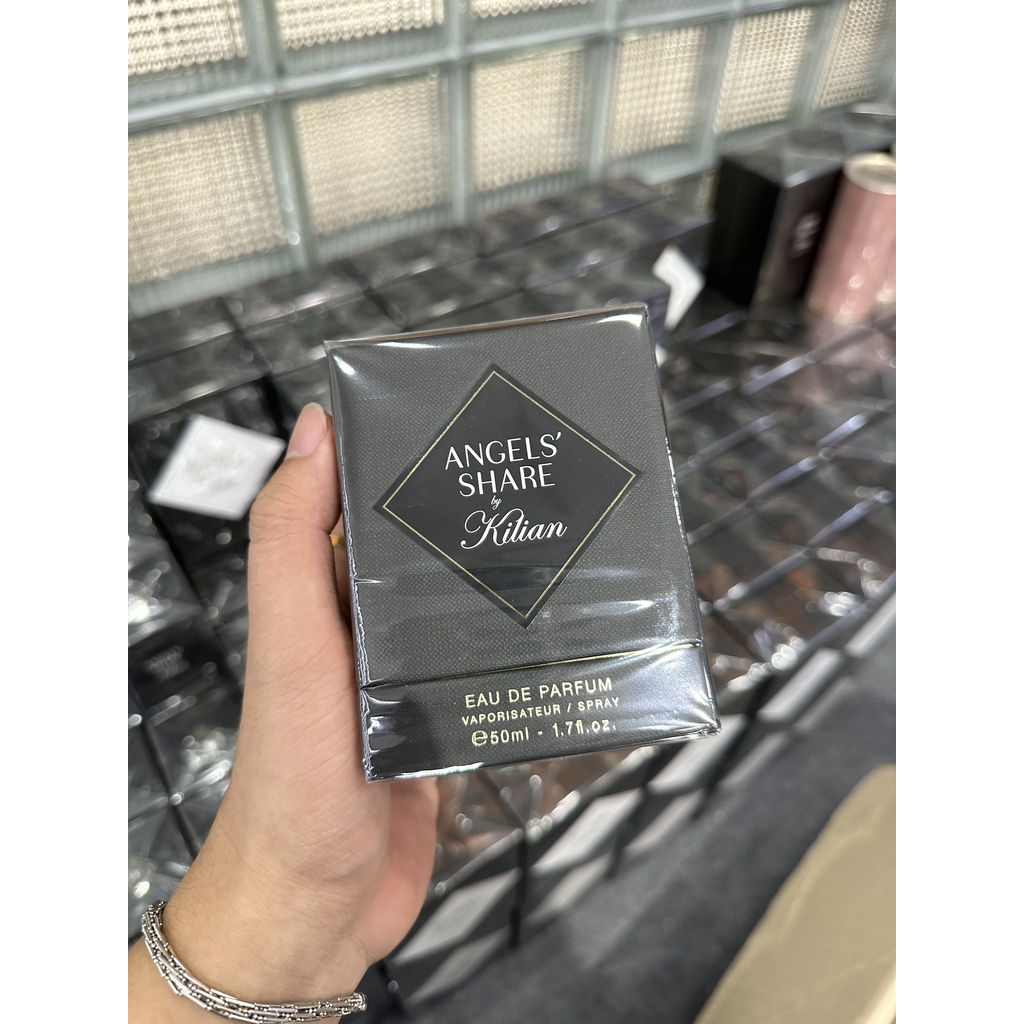 ANGELS'
SHARE
by
Kilian
EAU DE PARFUM
VAPORISATEUR / SPRAY
℮50ml - 1.7fl.oz.